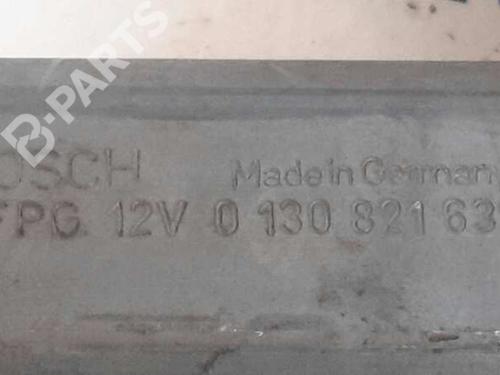 B-PARTS
OSCH Made in German
FPG 12V 0 130 821 63